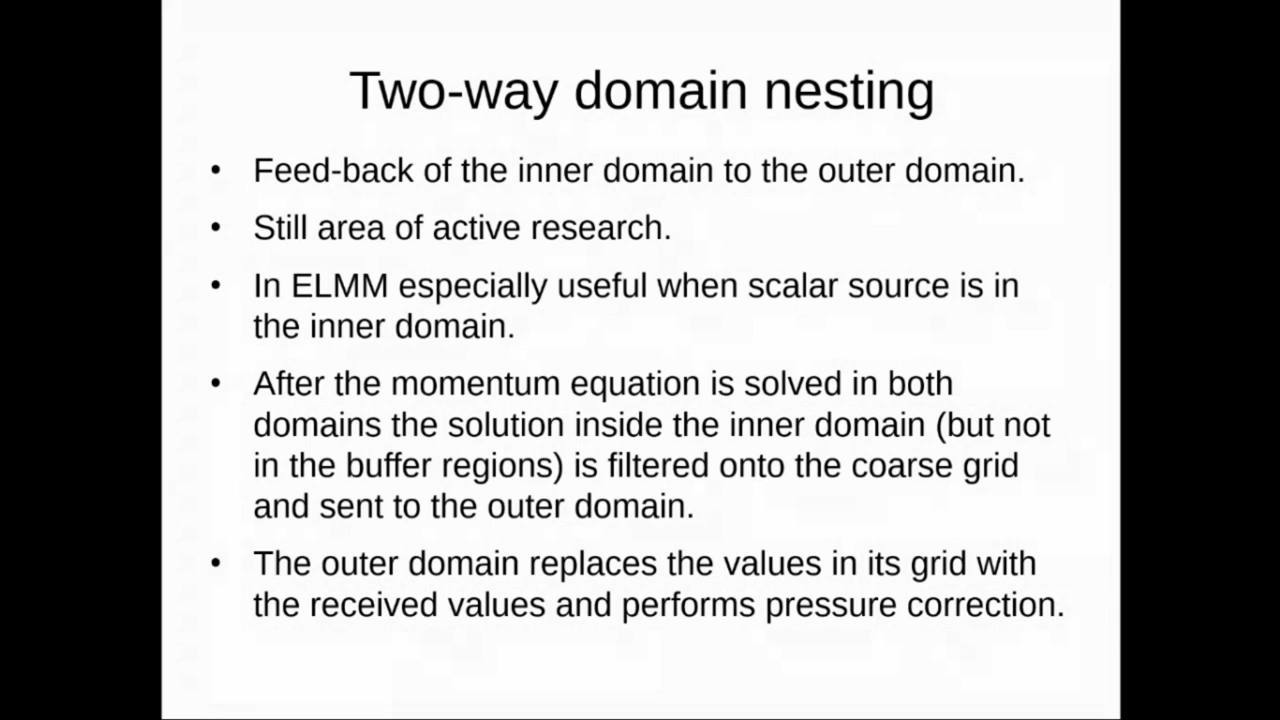 Two-way domain nesting
• Feed-back of the inner domain to the outer domain.
• Still area of active research.
• In ELMM especially useful when scalar source is in
the inner domain.
• After the momentum equation is solved in both
domains the solution inside the inner domain (but not
in the buffer regions) is filtered onto the coarse grid
and sent to the outer domain.
• The outer domain replaces the values in its grid with
the received values and performs pressure correction.